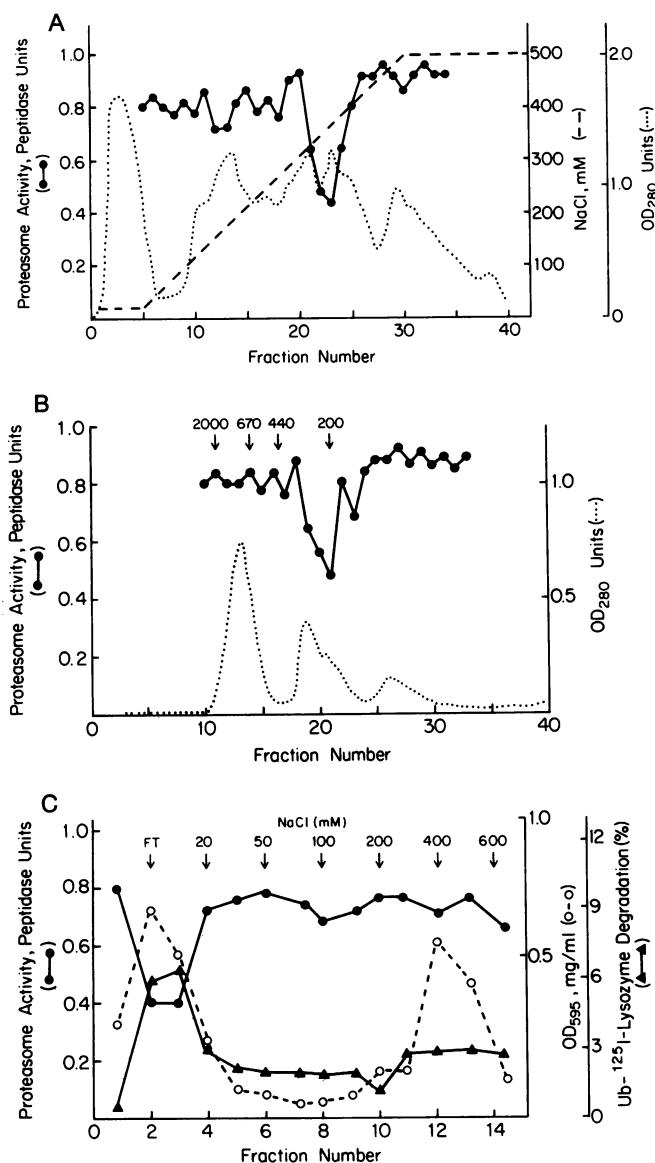 A
Proteasome Activity, Peptidase Units
(●—●)
1.0
0.8
0.6
0.4
0.2
0 10 20 30 40
Fraction Number
500
400
300
200
100
NaCl, mM (– –)
2.0
1.0
0
OD280 Units (....)
B
Proteasome Activity, Peptidase Units
(●—●)
1.0
0.8
0.6
0.4
0.2
2000 670 440 200
0 10 20 30 40
Fraction Number
1.0
0.5
OD280 Units (....)
C
Proteasome Activity, Peptidase Units
(●—●)
1.0
0.8
0.6
0.4
0.2
NaCl (mM)
FT 20 50 100 200 400 600
0 2 4 6 8 10 12 14
Fraction Number
1.0
0.5
OD595, mg/ml (o-o)
12
9
6
3
0
Ub-125I-Lysozyme Degradation (%)
(▲—▲)